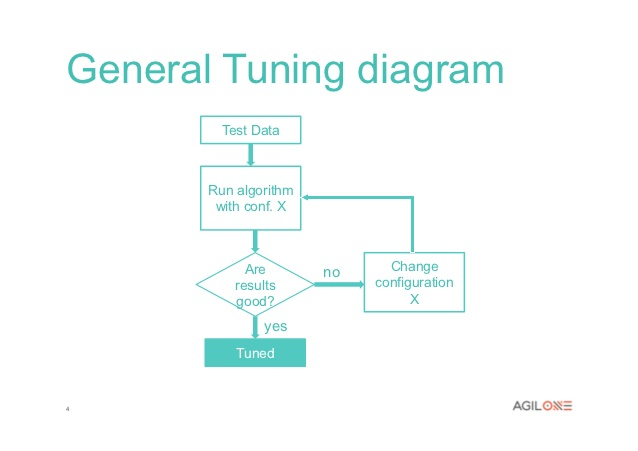 General Tuning diagram
Test Data
Run algorithm
with conf. X
Are
results
good?
no
Change
configuration
X
yes
Tuned
4
AGILONE